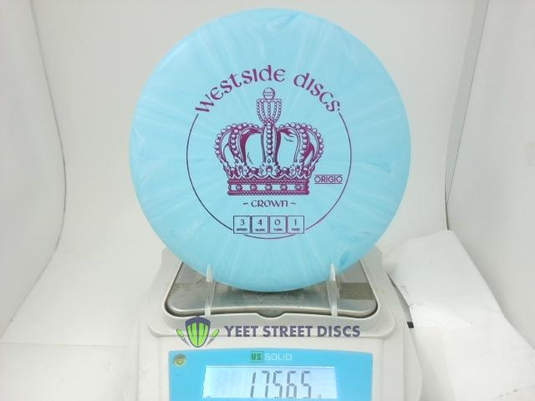 WESTSIDE DISCS
ORIGIO
~ CROWN ~
3 4 0 1
SPEED GLIDE TURN FADE
YEET STREET DISCS
US SOLID
175.65 g